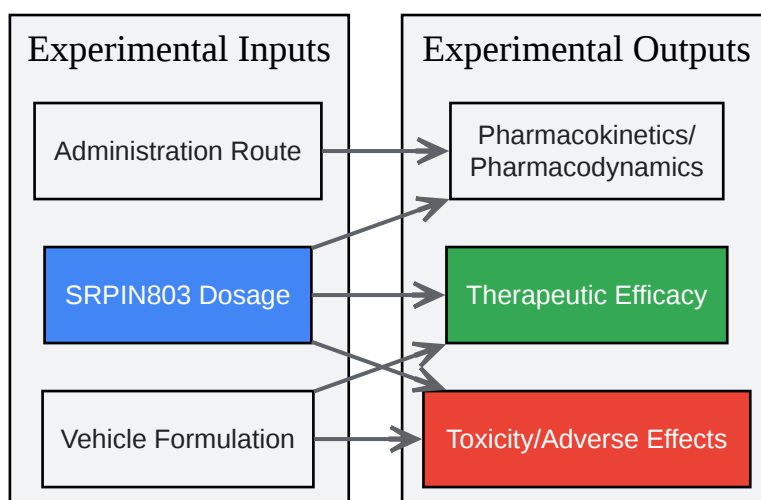 Experimental Inputs
Administration Route
SRPIN803 Dosage
Vehicle Formulation
Experimental Outputs
Pharmacokinetics/
Pharmacodynamics
Therapeutic Efficacy
Toxicity/Adverse Effects